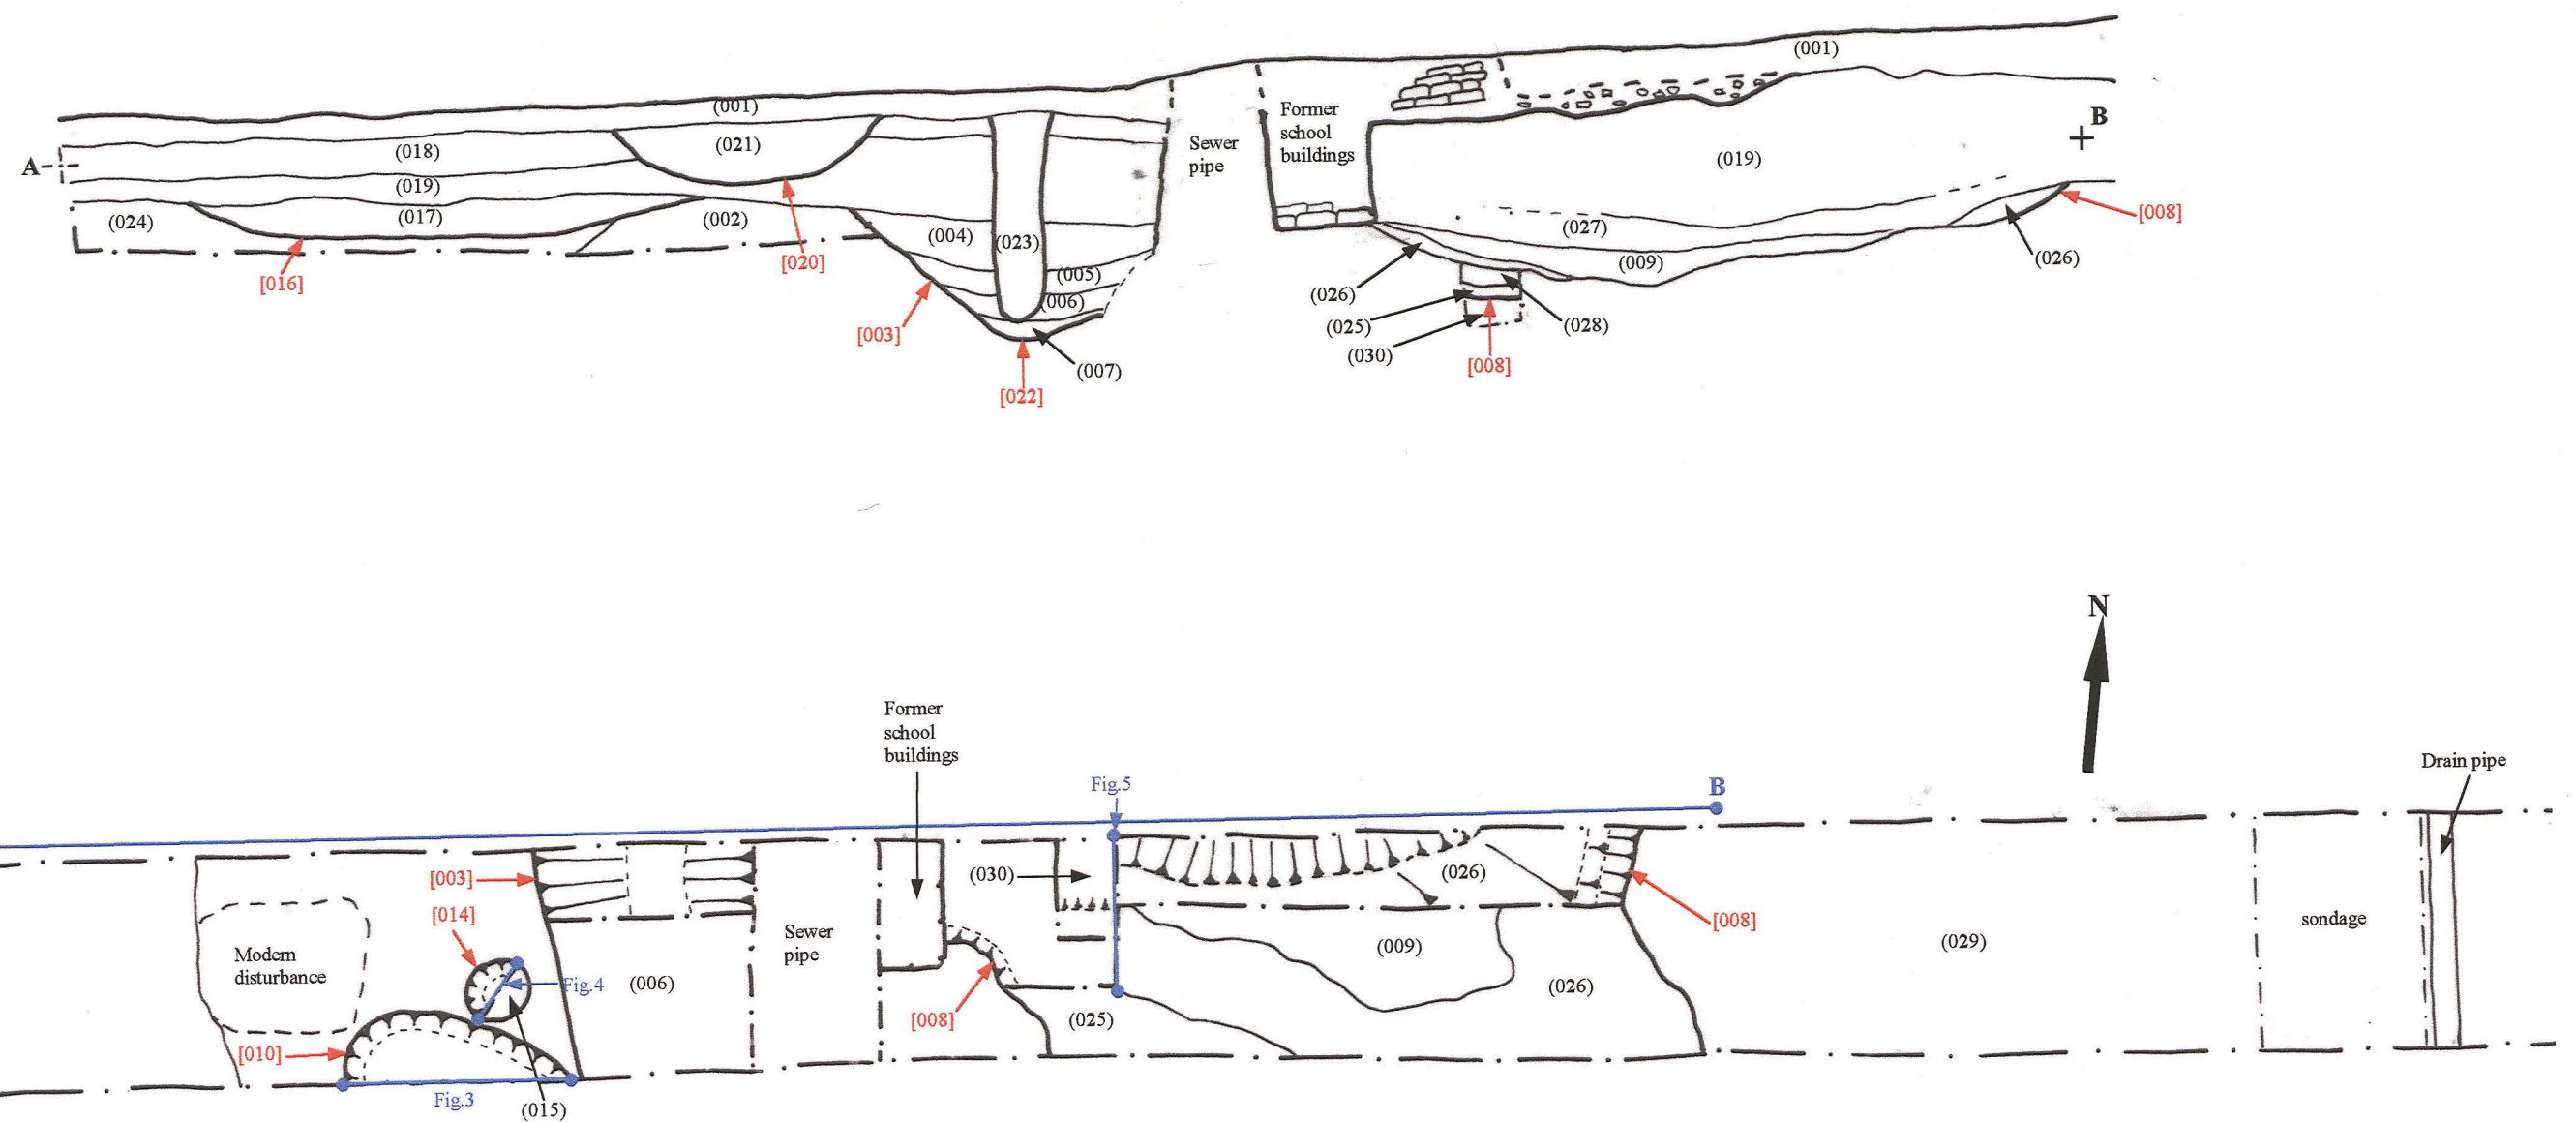 (001)
(001)
Former
school
buildings
B
(021)
Sewer
pipe
(018)
(019)
A
(019)
(017)
(024)
(002)
[008]
(027)
(004)
(023)
[020]
(026)
(009)
(005)
[016]
(026)
(006)
(025)
(028)
[003]
(030)
[008]
(007)
[022]
N
Former
school
buildings
Drain pipe
Fig.5
B
[003]
(030)
(026)
[014]
[008]
sondage
Sewer
pipe
(009)
(029)
Modern
disturbance
Fig.4
(006)
(026)
[008]
(025)
[010]
Fig.3
(015)